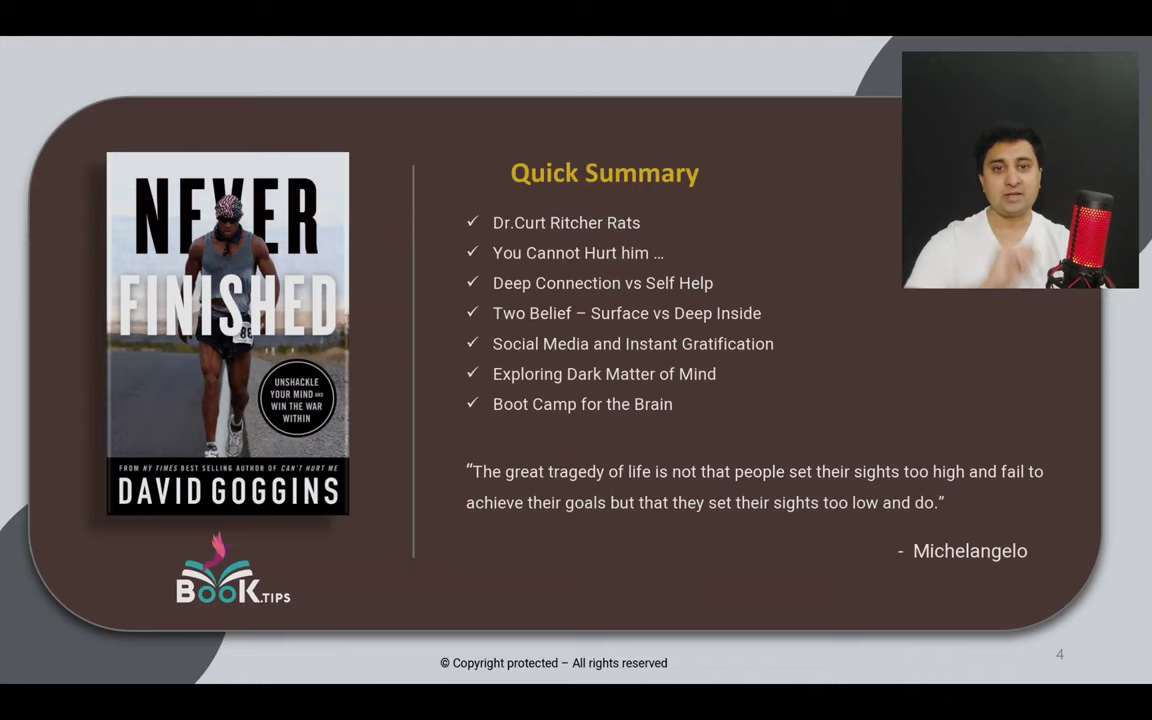 NEVER
FINISHED
UNSHACKLE
YOUR MIND AND
WIN THE WAR
WITHIN
FROM NY TIMES BEST SELLING AUTHOR OF CAN'T HURT ME
DAVID GOGGINS
BOOK.TIPS
Quick Summary
✓ Dr.Curt Ritcher Rats
✓ You Cannot Hurt him …
✓ Deep Connection vs Self Help
✓ Two Belief – Surface vs Deep Inside
✓ Social Media and Instant Gratification
✓ Exploring Dark Matter of Mind
✓ Boot Camp for the Brain
“The great tragedy of life is not that people set their sights too high and fail to
achieve their goals but that they set their sights too low and do.”
- Michelangelo
© Copyright protected – All rights reserved
4